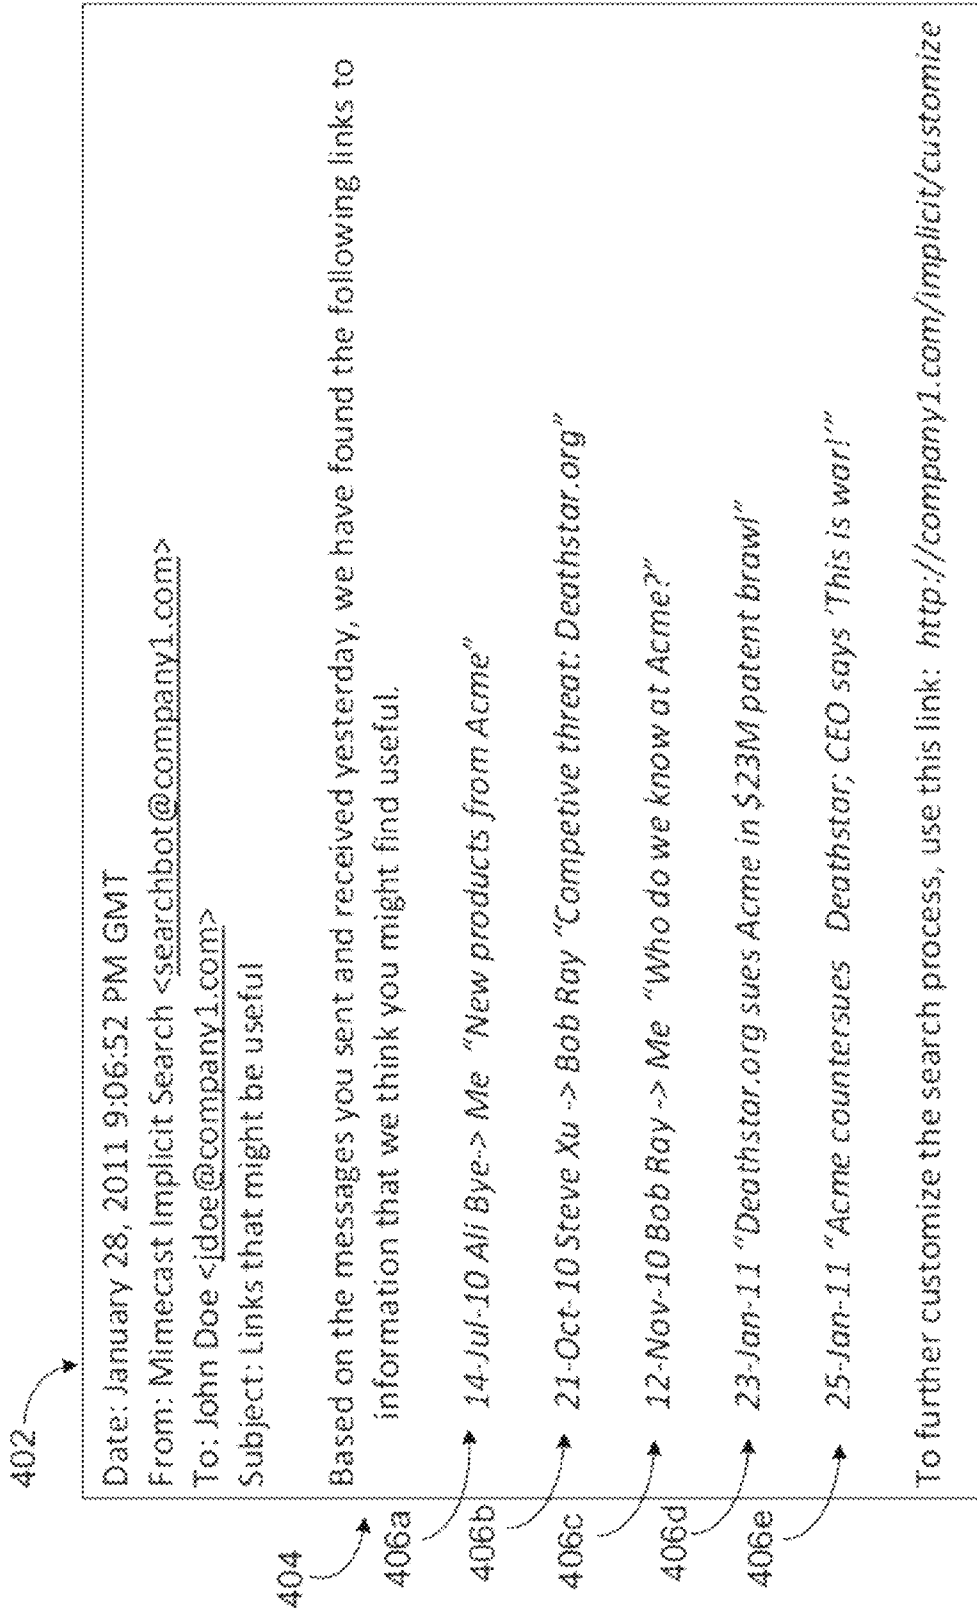 402
Date: January 28, 2011 9:06:52 PM GMT
From: Mimecast Implicit Search <searchbot@company1.com>
To: John Doe <jdoe@company1.com>
Subject: Links that might be useful
404
Based on the messages you sent and received yesterday, we have found the following links to
information that we think you might find useful.
406a 14-Jul-10 Ali Bye-> Me "New products from Acme"
406b 21-Oct-10 Steve Xu -> Bob Ray "Competive threat: Deathstar.org"
406c 12-Nov-10 Bob Ray -> Me "Who do we know at Acme?"
406d 23-Jan-11 "Deathstar.org sues Acme in $23M patent brawl"
406e 25-Jan-11 "Acme countersues Deathstar; CEO says 'This is war!'"
To further customize the search process, use this link: http://company1.com/implicit/customize